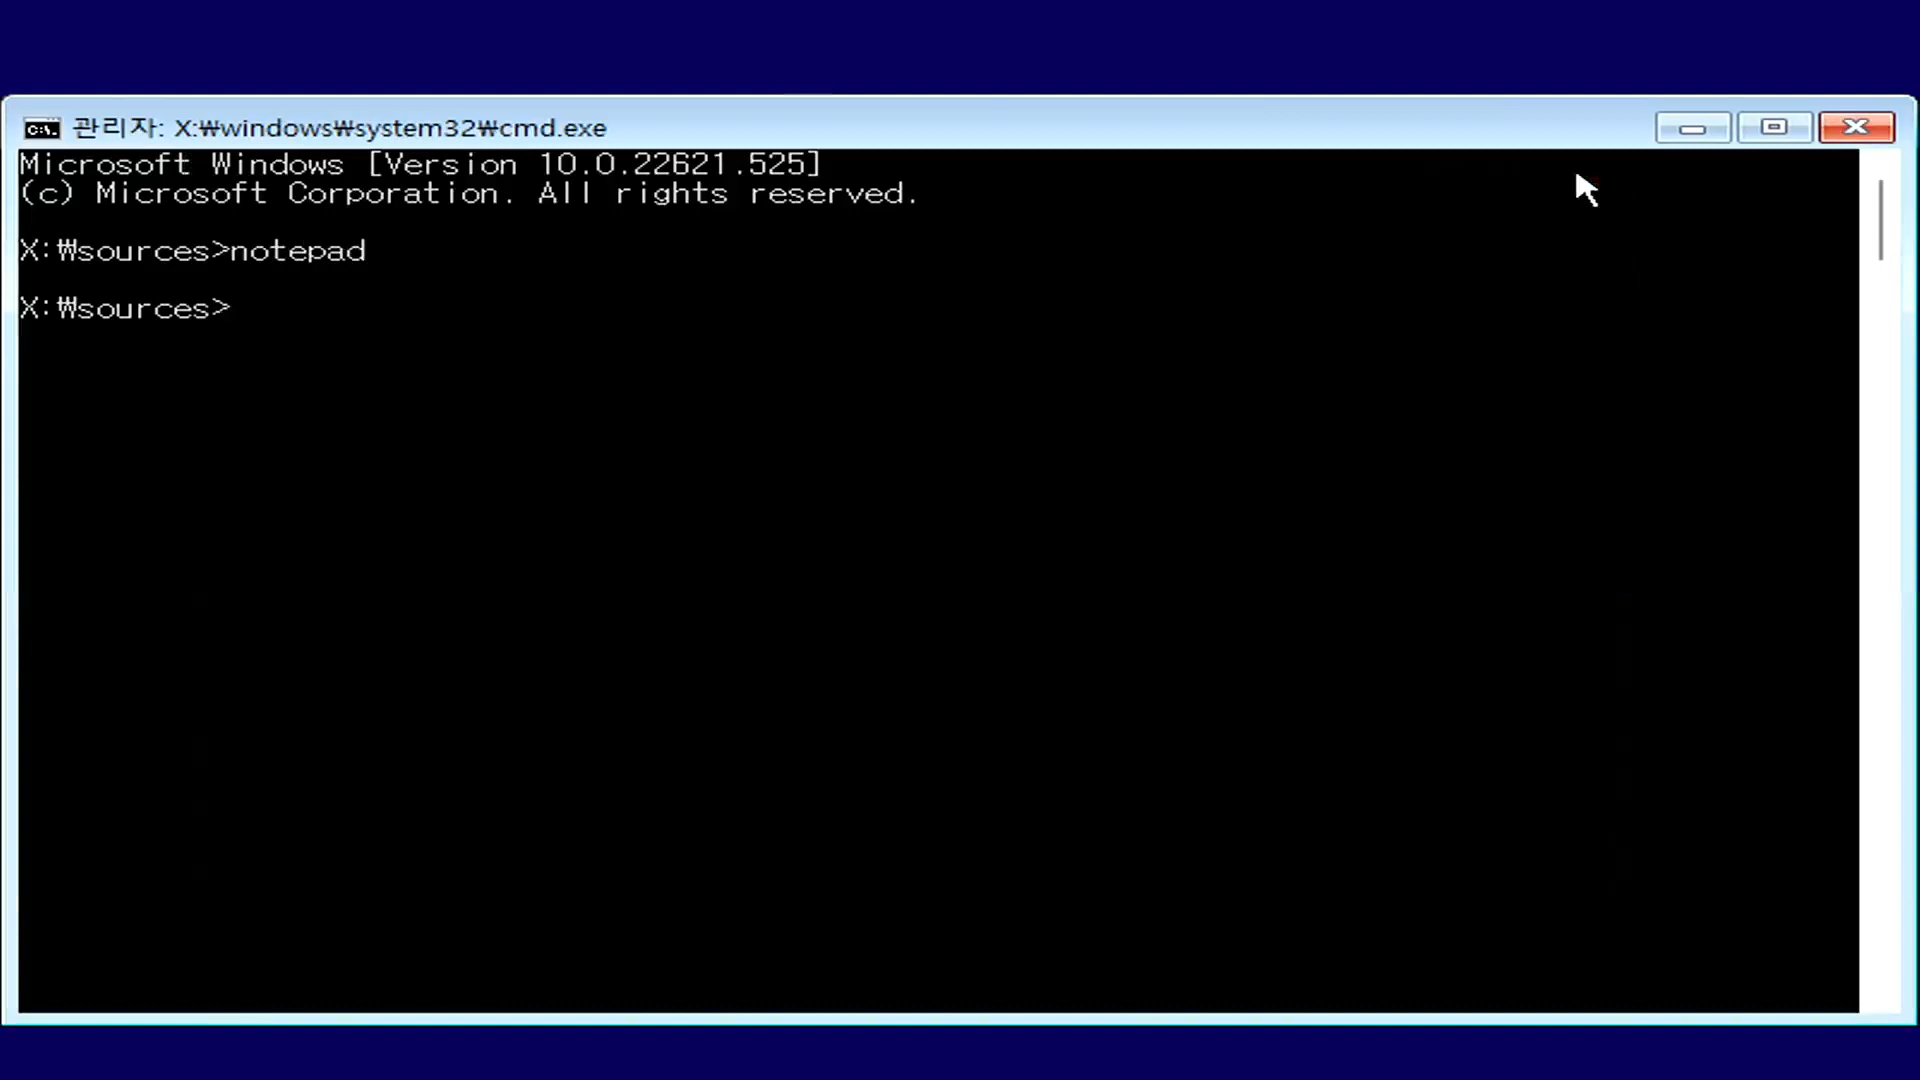 관리자: X:₩windows₩system32₩cmd.exe
Microsoft Windows [Version 10.0.22621.525]
(c) Microsoft Corporation. All rights reserved.
X:₩sources>notepad
X:₩sources>